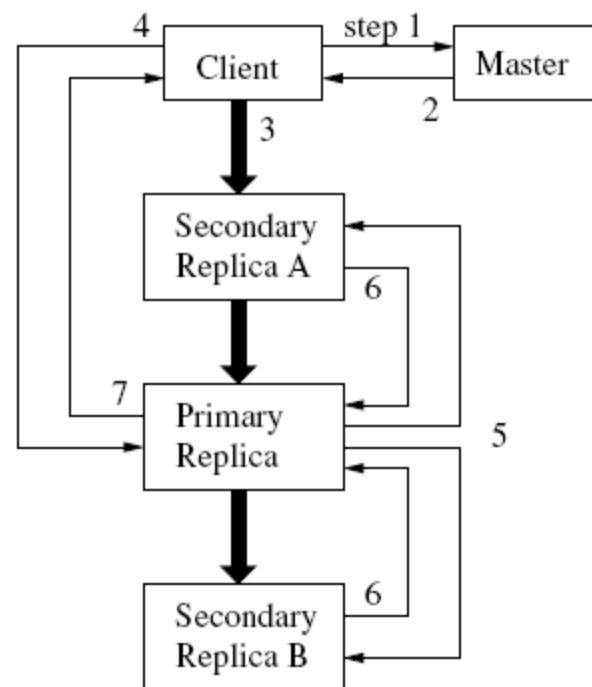 4
step 1
Client
Master
2
3
Secondary
Replica A
6
7
Primary
Replica
5
6
Secondary
Replica B